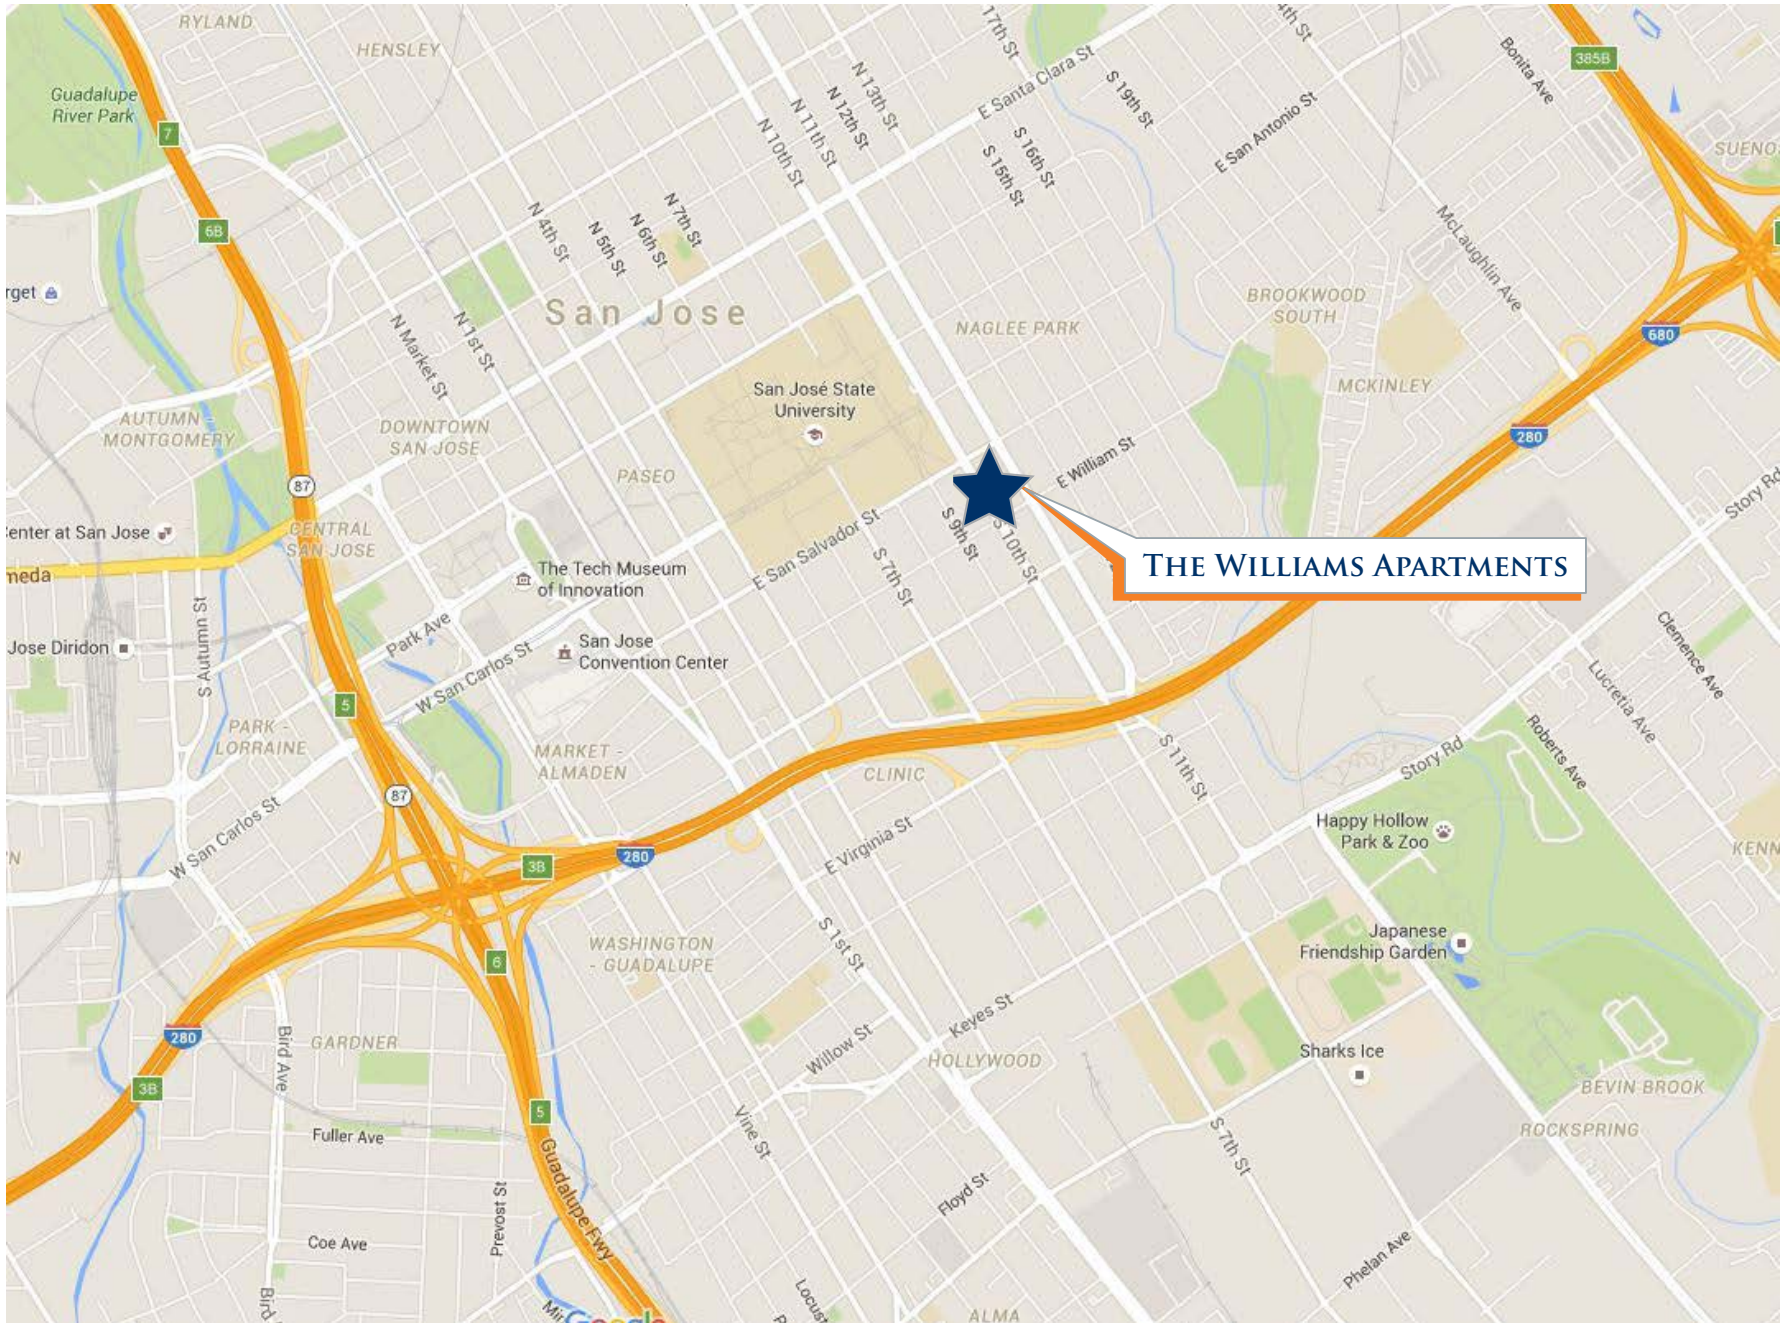 RYLAND
HENSLEY
Guadalupe
River Park
7
6B
17th St
4th St
N 13th St
N 12th St
N 11th St
N 10th St
E Santa Clara St
S 19th St
S 16th St
S 15th St
E San Antonio St
Bonita Ave
385B
McLaughlin Ave
N 4th St
N 5th St
N 6th St
N 7th St
N Market St
N 1st St
San Jose
NAGLEE PARK
BROOKWOOD
SOUTH
MCKINLEY
680
280
San José State
University
AUTUMN -
MONTGOMERY
DOWNTOWN
SAN JOSE
PASEO
87
E William St
Story Rd
Center at San Jose
CENTRAL
SAN JOSE
E San Salvador St
S 9th St
S 10th St
S 7th St
THE WILLIAMS APARTMENTS
The Tech Museum
of Innovation
San Jose
Convention Center
Park Ave
S Autumn St
Jose Diridon
W San Carlos St
5
PARK -
LORRAINE
MARKET -
ALMADEN
CLINIC
S 11th St
Story Rd
Clemence Ave
Lucretia Ave
Roberts Ave
87
W San Carlos St
3B
280
E Virginia St
Happy Hollow
Park & Zoo
6
WASHINGTON
- GUADALUPE
S 1st St
Japanese
Friendship Garden
280
3B
Bird Ave
GARDNER
Keyes St
Willow St
HOLLYWOOD
Sharks Ice
BEVIN BROOK
ROCKSPRING
5
Fuller Ave
Guadalupe Fwy
Vine St
S 7th St
Prevost St
Floyd St
Coe Ave
Phelan Ave
Bird
Locust
ALMA
Google